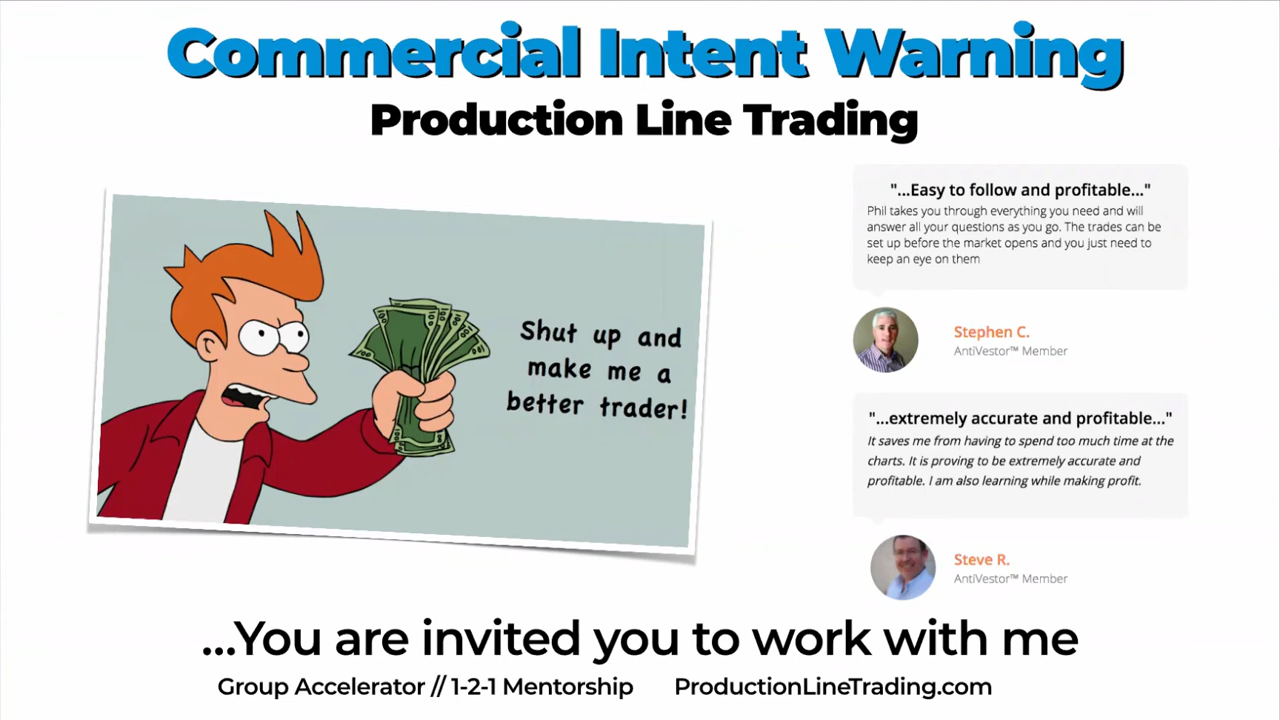 Commercial Intent Warning
Production Line Trading
Shut up and
make me a
better trader!
"...Easy to follow and profitable..."
Phil takes you through everything you need and will
answer all your questions as you go. The trades can be
set up before the market opens and you just need to
keep an eye on them
Stephen C.
AntiVestor™ Member
"...extremely accurate and profitable..."
It saves me from having to spend too much time at the
charts. It is proving to be extremely accurate and
profitable. I am also learning while making profit.
Steve R.
AntiVestor™ Member
...You are invited you to work with me
Group Accelerator // 1-2-1 Mentorship ProductionLineTrading.com